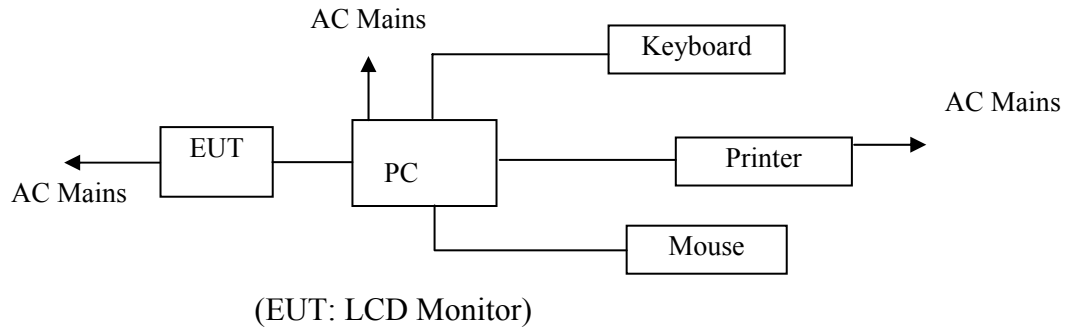 AC Mains
Keyboard
AC Mains
EUT
PC
Printer
AC Mains
Mouse
(EUT: LCD Monitor)